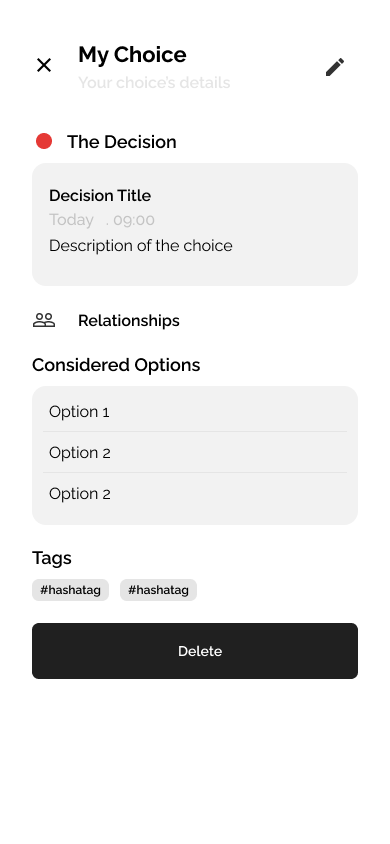 My Choice
Your choice's details
The Decision
Decision Title
Today . 09:00
Description of the choice
Relationships
Considered Options
Option 1
Option 2
Option 2
Tags
#hashatag #hashatag
Delete